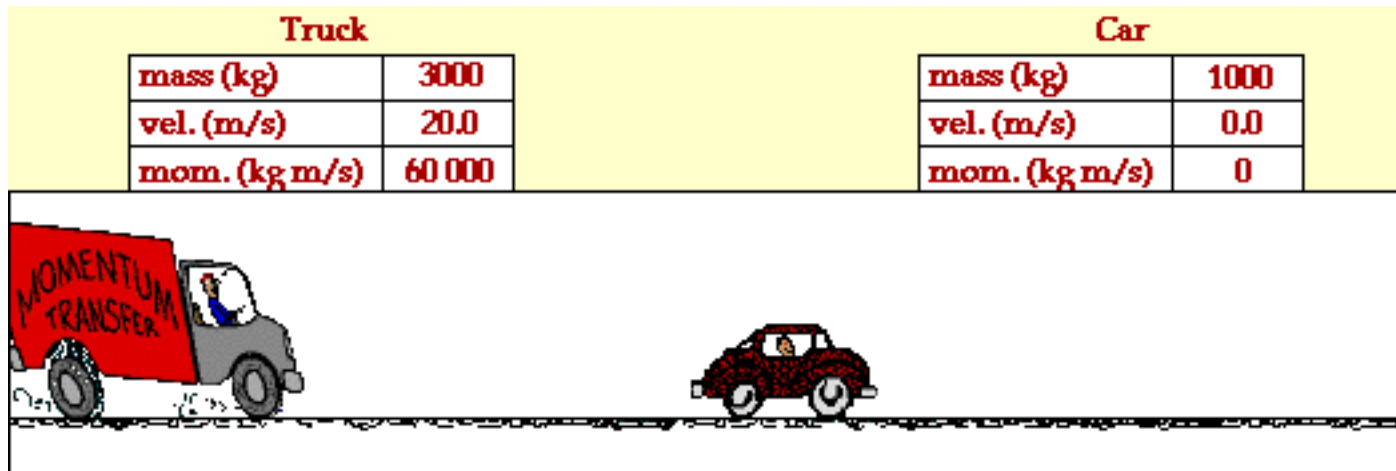 Truck
mass (kg) 3000
vel. (m/s) 20.0
mom. (kg m/s) 60 000
Car
mass (kg) 1000
vel. (m/s) 0.0
mom. (kg m/s) 0
MOMENTUM
TRANSFER